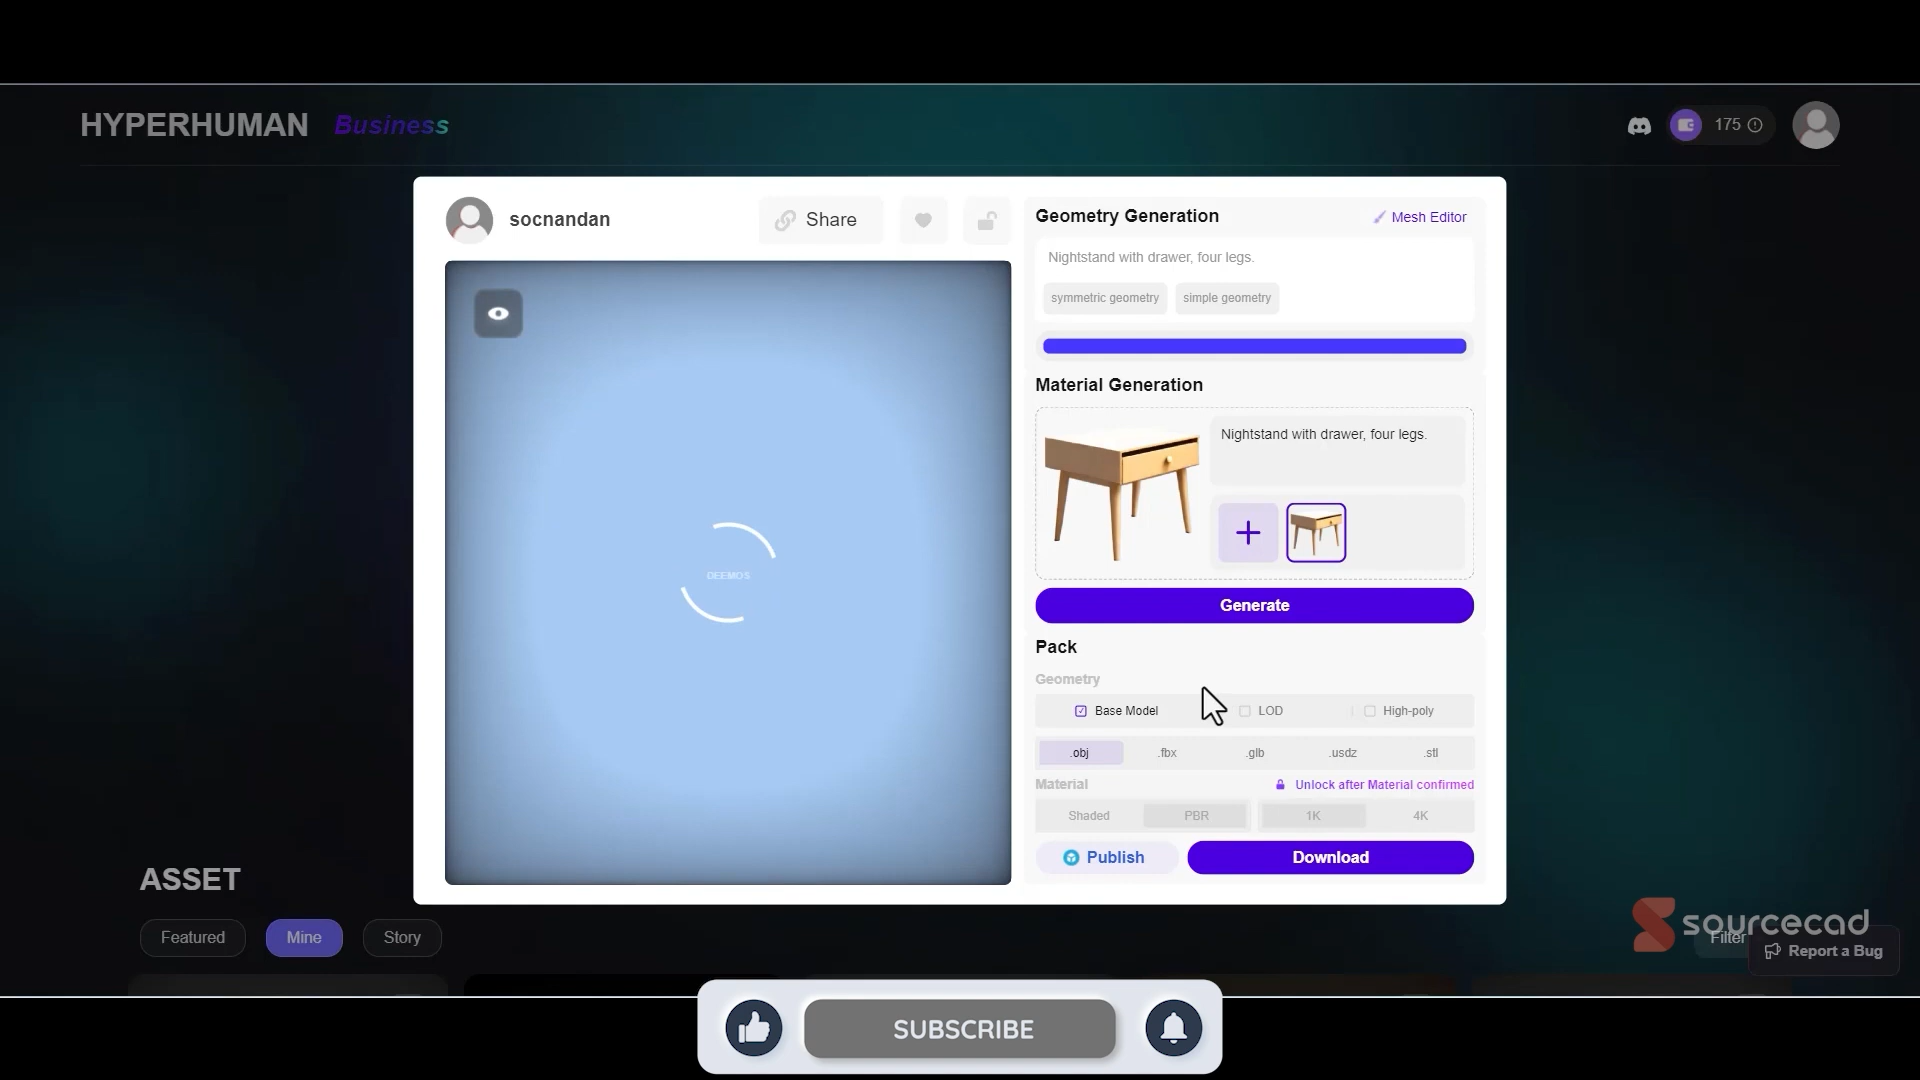 HYPERHUMAN Business
175
socnandan
Share
DEEMOS
Geometry Generation
Mesh Editor
Nightstand with drawer, four legs.
symmetric geometry simple geometry
Material Generation
Nightstand with drawer, four legs.
Generate
Pack
Geometry
Base Model LOD High-poly
.obj .fbx .glb .usdz .stl
Material Unlock after Material confirmed
Shaded PBR 1K 4K
Publish Download
ASSET
Featured Mine Story
sourcecad
Filter
Report a Bug
SUBSCRIBE